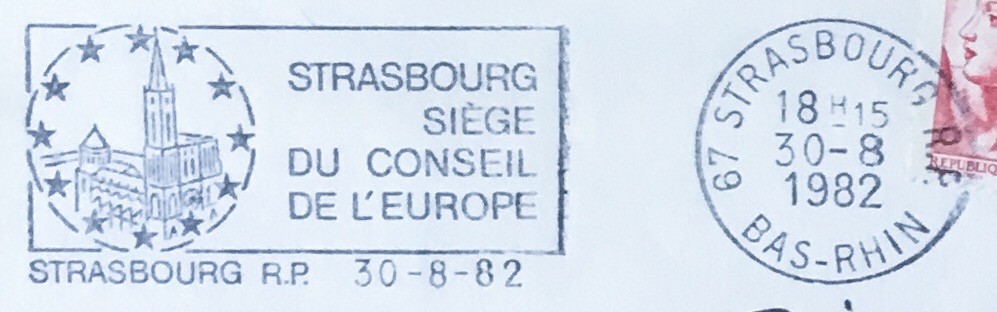 STRASBOURG
SIÈGE
DU CONSEIL
DE L'EUROPE
STRASBOURG R.P. 30-8-82
67 STRASBOURG R.P.
18 H 15
30-8
1982
BAS-RHIN